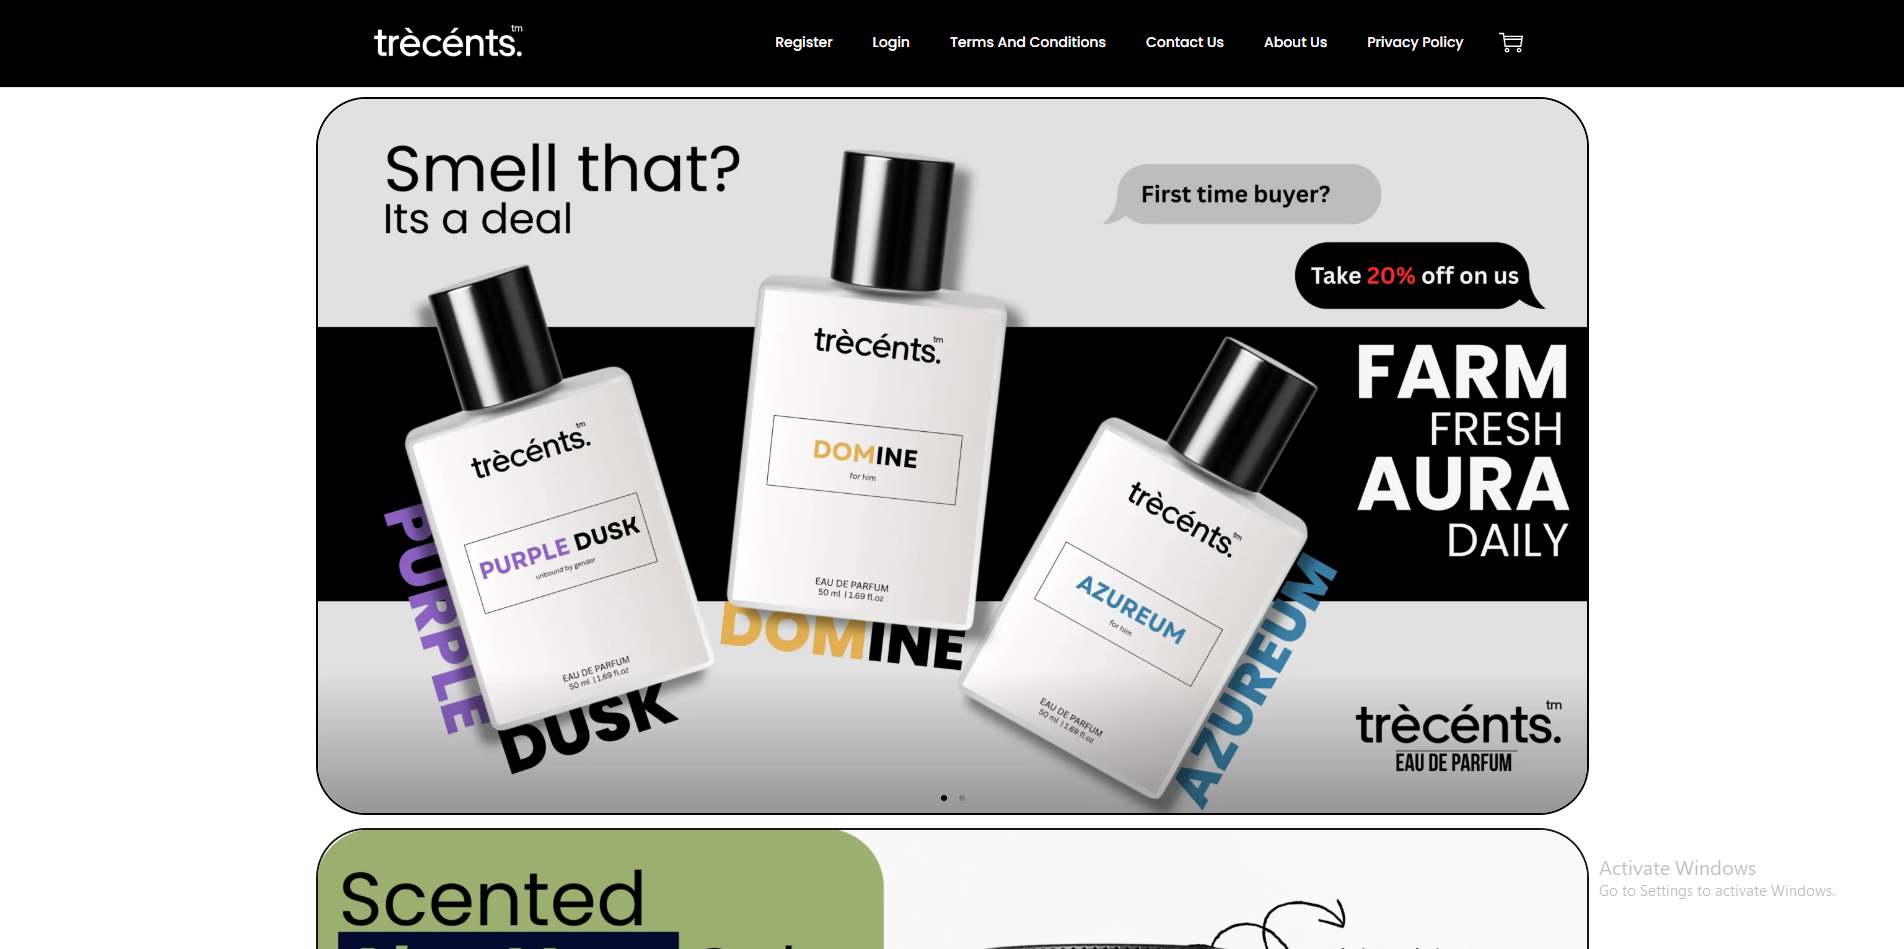 trècénts.™
Register
Login
Terms And Conditions
Contact Us
About Us
Privacy Policy
Smell that?
Its a deal
First time buyer?
Take 20% off on us
FARM
FRESH
AURA
DAILY
trècénts.™
PURPLE DUSK
unbound by gender
EAU DE PARFUM
50 ml | 1.69 fl.oz
PURPLE
DUSK
trècénts.™
DOMINE
for him
EAU DE PARFUM
50 ml | 1.69 fl.oz
DOMINE
trècénts.™
AZUREUM
for him
EAU DE PARFUM
50 ml | 1.69 fl.oz
AZUREUM
trècénts.™
EAU DE PARFUM
Scented
Activate Windows
Go to Settings to activate Windows.